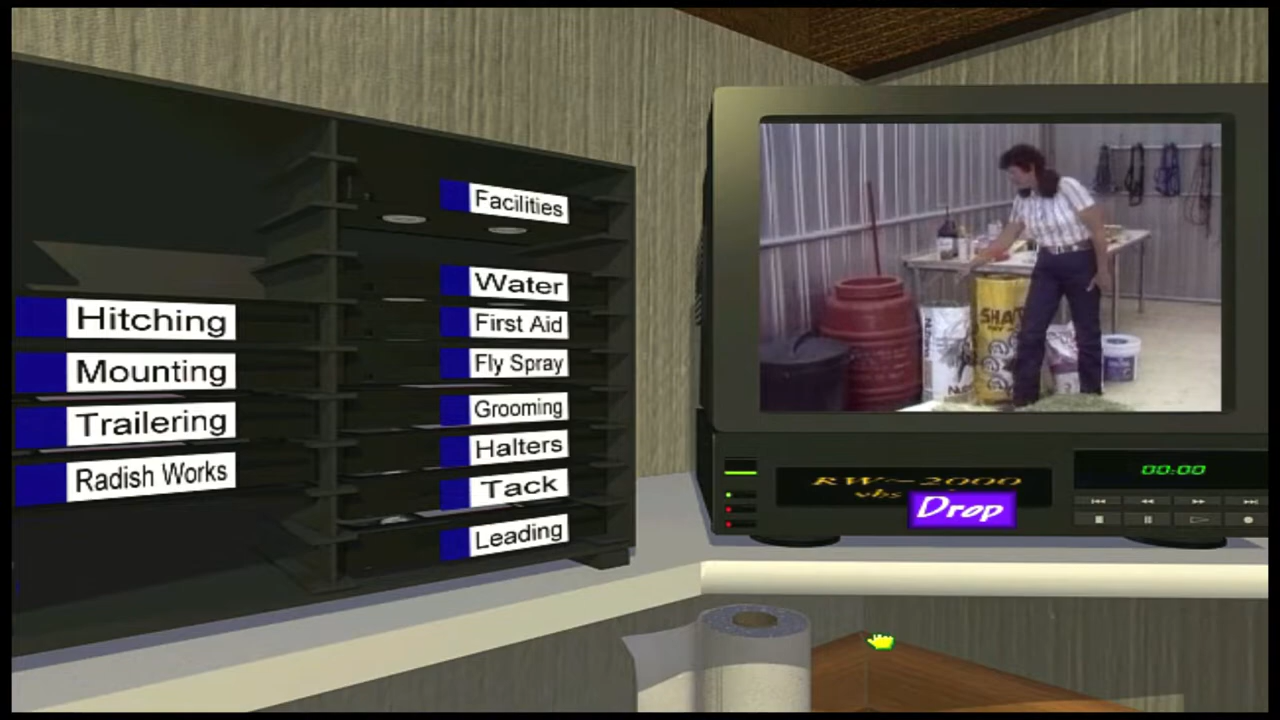 Facilities
Water
First Aid
Fly Spray
Grooming
Halters
Tack
Leading
Hitching
Mounting
Trailering
Radish Works
SHA
RW~2000
vhs
Drop
00:00